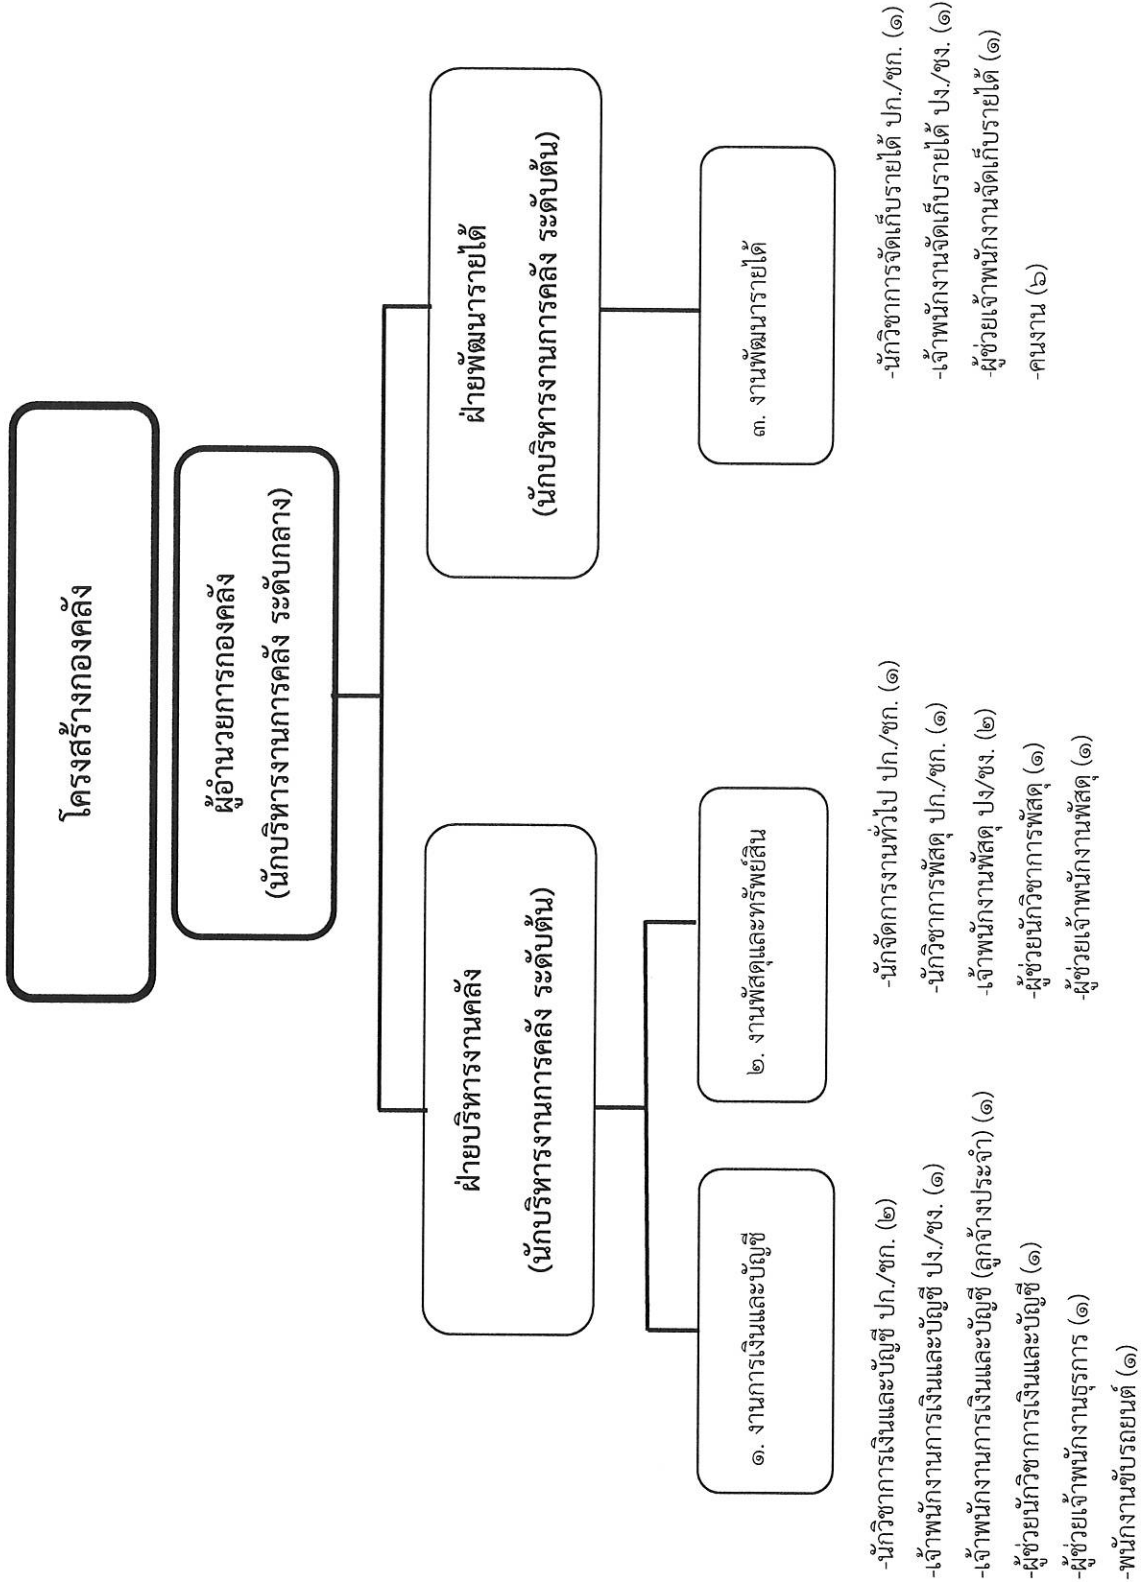 โครงสร้างกองคลัง
ผู้อำนวยการกองคลัง
(นักบริหารงานการคลัง ระดับกลาง)
ฝ่ายบริหารงานคลัง
(นักบริหารงานการคลัง ระดับต้น)
ฝ่ายพัฒนารายได้
(นักบริหารงานการคลัง ระดับต้น)
๑. งานการเงินและบัญชี
๒. งานพัสดุและทรัพย์สิน
๓. งานพัฒนารายได้
-นักวิชาการเงินและบัญชี ปก./ชก. (๒)
-เจ้าพนักงานการเงินและบัญชี ปง./ชง. (๑)
-เจ้าพนักงานการเงินและบัญชี (ลูกจ้างประจำ) (๑)
-ผู้ช่วยนักวิชาการเงินและบัญชี (๑)
-ผู้ช่วยเจ้าพนักงานธุรการ (๑)
-พนักงานขับรถยนต์ (๑)
-นักจัดการงานทั่วไป ปก./ชก. (๑)
-นักวิชาการพัสดุ ปก./ชก. (๑)
-เจ้าพนักงานพัสดุ ปง/ชง. (๒)
-ผู้ช่วยนักวิชาการพัสดุ (๑)
-ผู้ช่วยเจ้าพนักงานพัสดุ (๑)
-นักวิชาการจัดเก็บรายได้ ปก./ชก. (๑)
-เจ้าพนักงานจัดเก็บรายได้ ปง./ชง. (๑)
-ผู้ช่วยเจ้าพนักงานจัดเก็บรายได้ (๑)
-คนงาน (๖)